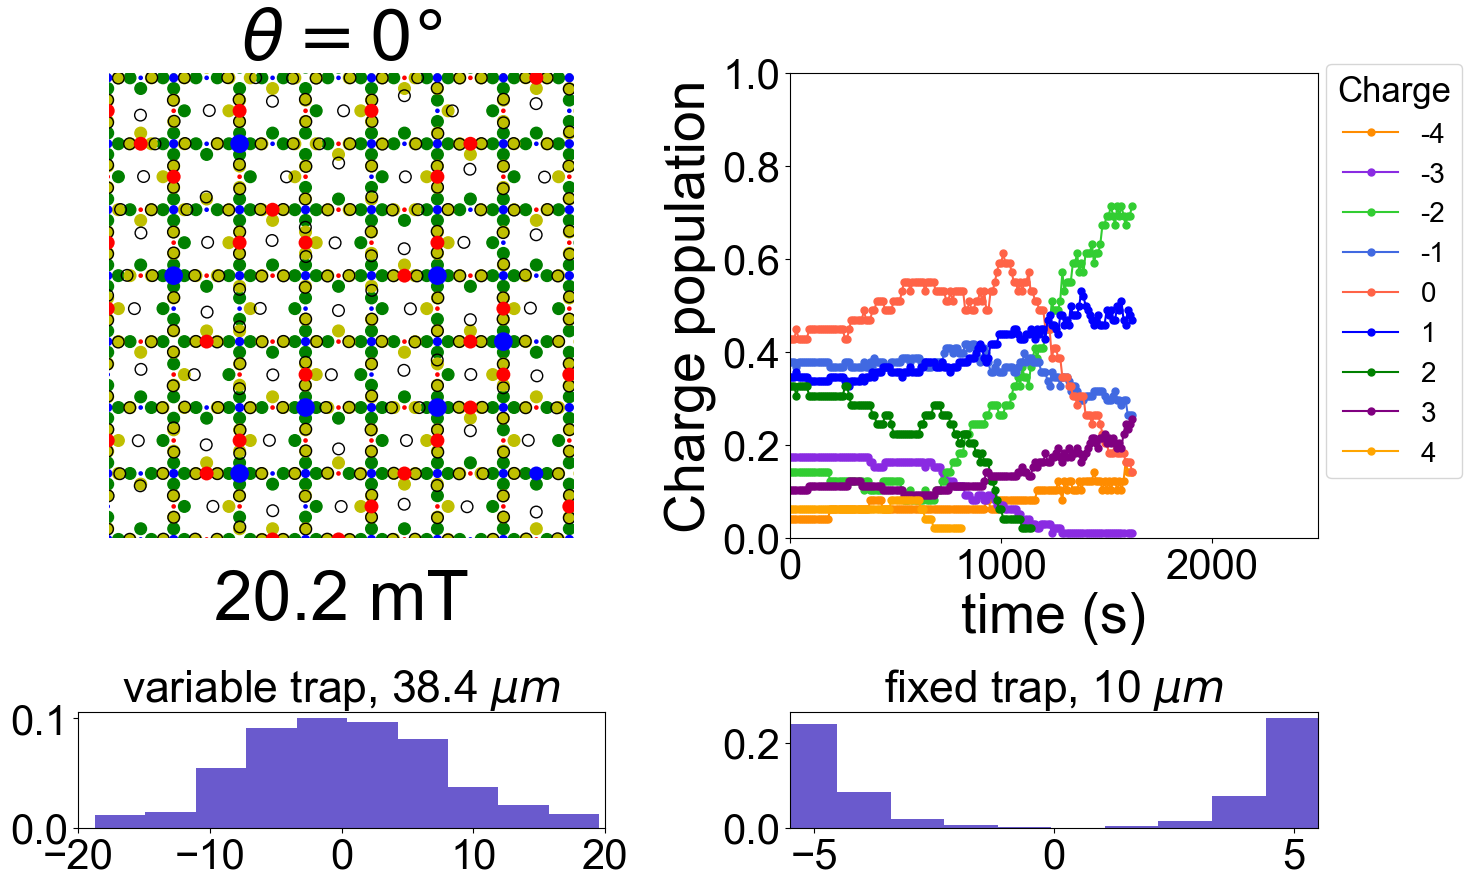 θ = 0°
20.2 mT
Charge population
1.0
0.8
0.6
0.4
0.2
0.0
0 1000 2000
time (s)
Charge
-4
-3
-2
-1
0
1
2
3
4
variable trap, 38.4 μm
0.1
0.0
−20 −10 0 10 20
fixed trap, 10 μm
0.2
0.0
−5 0 5